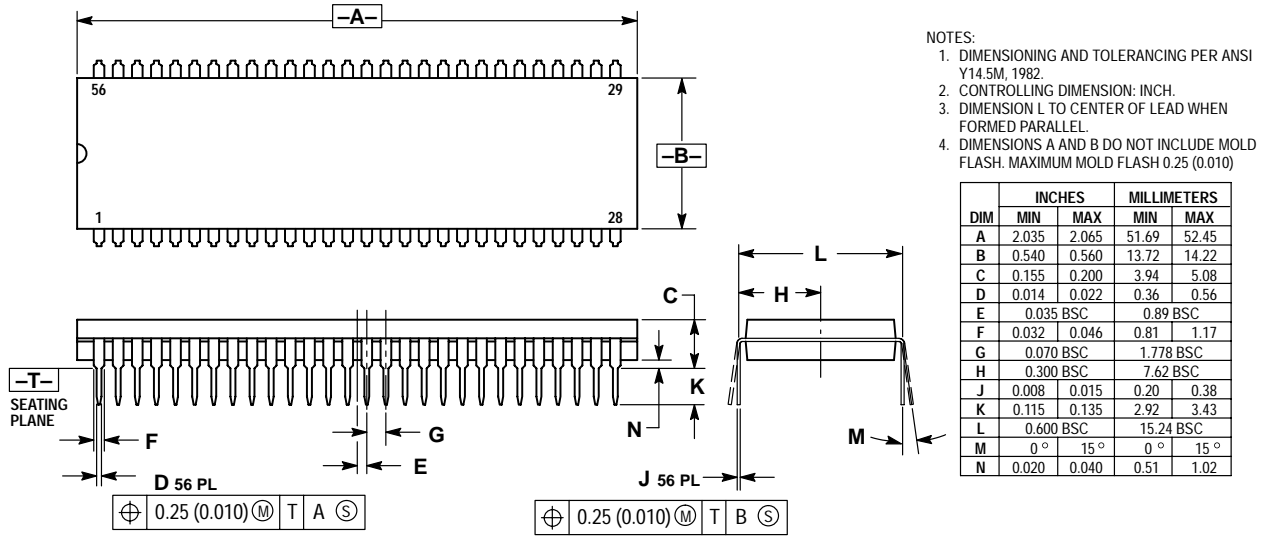 –A–
56 29
–B–
1 28
C
L
H
–T–
SEATING
PLANE
K
N
F
G
E
M
D 56 PL
J 56 PL
⌖ 0.25 (0.010) Ⓜ T A Ⓢ
⌖ 0.25 (0.010) Ⓜ T B Ⓢ
NOTES:
1. DIMENSIONING AND TOLERANCING PER ANSI
Y14.5M, 1982.
2. CONTROLLING DIMENSION: INCH.
3. DIMENSION L TO CENTER OF LEAD WHEN
FORMED PARALLEL.
4. DIMENSIONS A AND B DO NOT INCLUDE MOLD
FLASH. MAXIMUM MOLD FLASH 0.25 (0.010)
INCHES MILLIMETERS
DIM MIN MAX MIN MAX
A 2.035 2.065 51.69 52.45
B 0.540 0.560 13.72 14.22
C 0.155 0.200 3.94 5.08
D 0.014 0.022 0.36 0.56
E 0.035 BSC 0.89 BSC
F 0.032 0.046 0.81 1.17
G 0.070 BSC 1.778 BSC
H 0.300 BSC 7.62 BSC
J 0.008 0.015 0.20 0.38
K 0.115 0.135 2.92 3.43
L 0.600 BSC 15.24 BSC
M 0° 15° 0° 15°
N 0.020 0.040 0.51 1.02